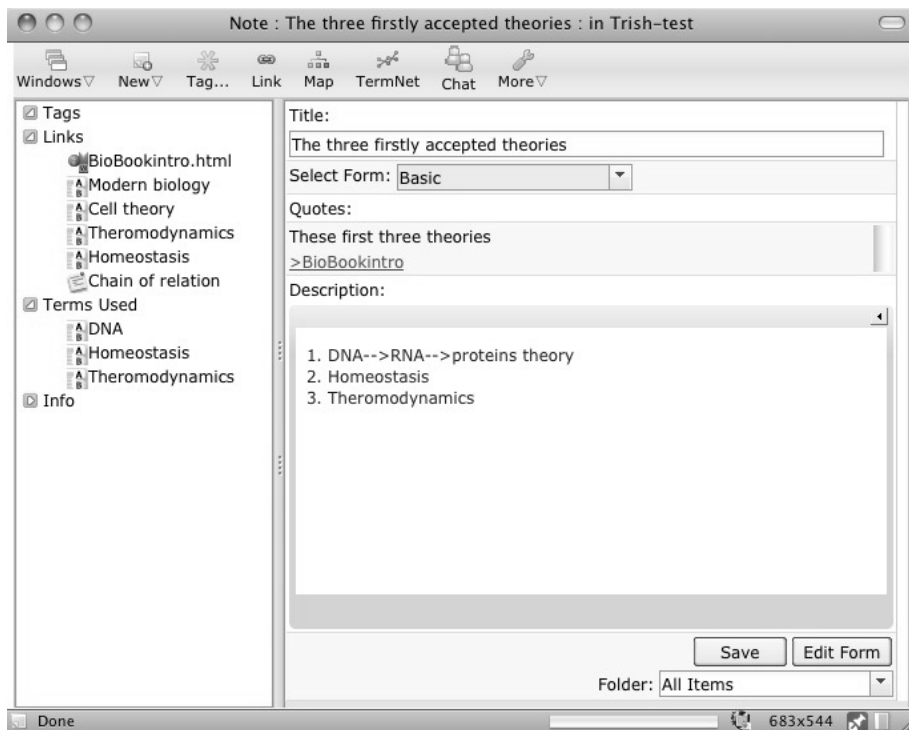 Note : The three firstly accepted theories : in Trish-test
Windows▽ New▽ Tag... Link Map TermNet Chat More▽
Tags
Links
BioBookintro.html
Modern biology
Cell theory
Theromodynamics
Homeostasis
Chain of relation
Terms Used
DNA
Homeostasis
Theromodynamics
Info
Title:
The three firstly accepted theories
Select Form: Basic
Quotes:
These first three theories
>BioBookintro
Description:
1. DNA-->RNA-->proteins theory
2. Homeostasis
3. Theromodynamics
Save Edit Form
Folder: All Items
Done 683x544